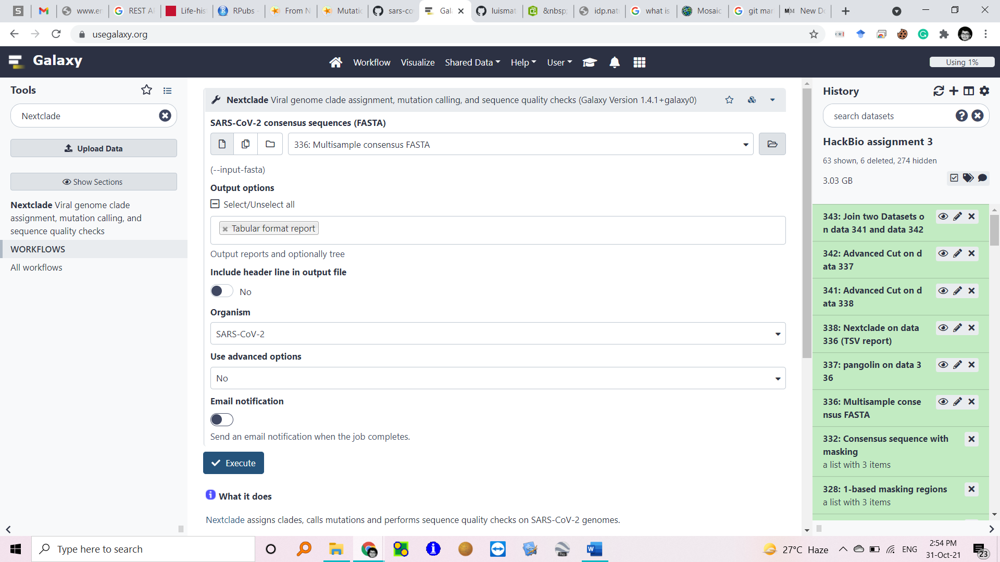 S
www.en
REST AP
Life-his
RPubs -
From N
Mutatio
sars-co
Gal
luismat
&nbsp;
idp.nat
what is
Mosaic
git mar
MM New Do
usegalaxy.org
Galaxy
Workflow
Visualize
Shared Data
Help
User
Using 1%
Tools
Nextclade
Upload Data
Show Sections
Nextclade Viral genome clade
assignment, mutation calling, and
sequence quality checks
WORKFLOWS
All workflows
Nextclade Viral genome clade assignment, mutation calling, and sequence quality checks (Galaxy Version 1.4.1+galaxy0)
SARS-CoV-2 consensus sequences (FASTA)
336: Multisample consensus FASTA
(--input-fasta)
Output options
Select/Unselect all
× Tabular format report
Output reports and optionally tree
Include header line in output file
No
Organism
SARS-CoV-2
Use advanced options
No
Email notification
Send an email notification when the job completes.
Execute
What it does
Nextclade assigns clades, calls mutations and performs sequence quality checks on SARS-CoV-2 genomes.
History
search datasets
HackBio assignment 3
63 shown, 6 deleted, 274 hidden
3.03 GB
343: Join two Datasets o
n data 341 and data 342
342: Advanced Cut on d
ata 337
341: Advanced Cut on d
ata 338
338: Nextclade on data
336 (TSV report)
337: pangolin on data 3
36
336: Multisample conse
nsus FASTA
332: Consensus sequence with
masking
a list with 3 items
328: 1-based masking regions
a list with 3 items
Type here to search
27°C Haze
ENG
2:54 PM
31-Oct-21
23